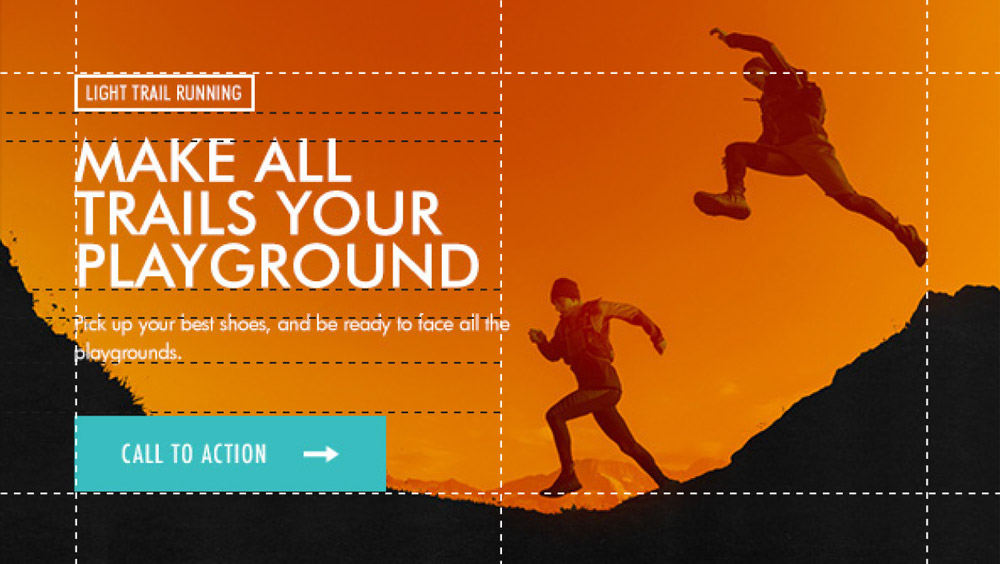 LIGHT TRAIL RUNNING
MAKE ALL
TRAILS YOUR
PLAYGROUND
Pick up your best shoes, and be ready to face all the
playgrounds.
CALL TO ACTION